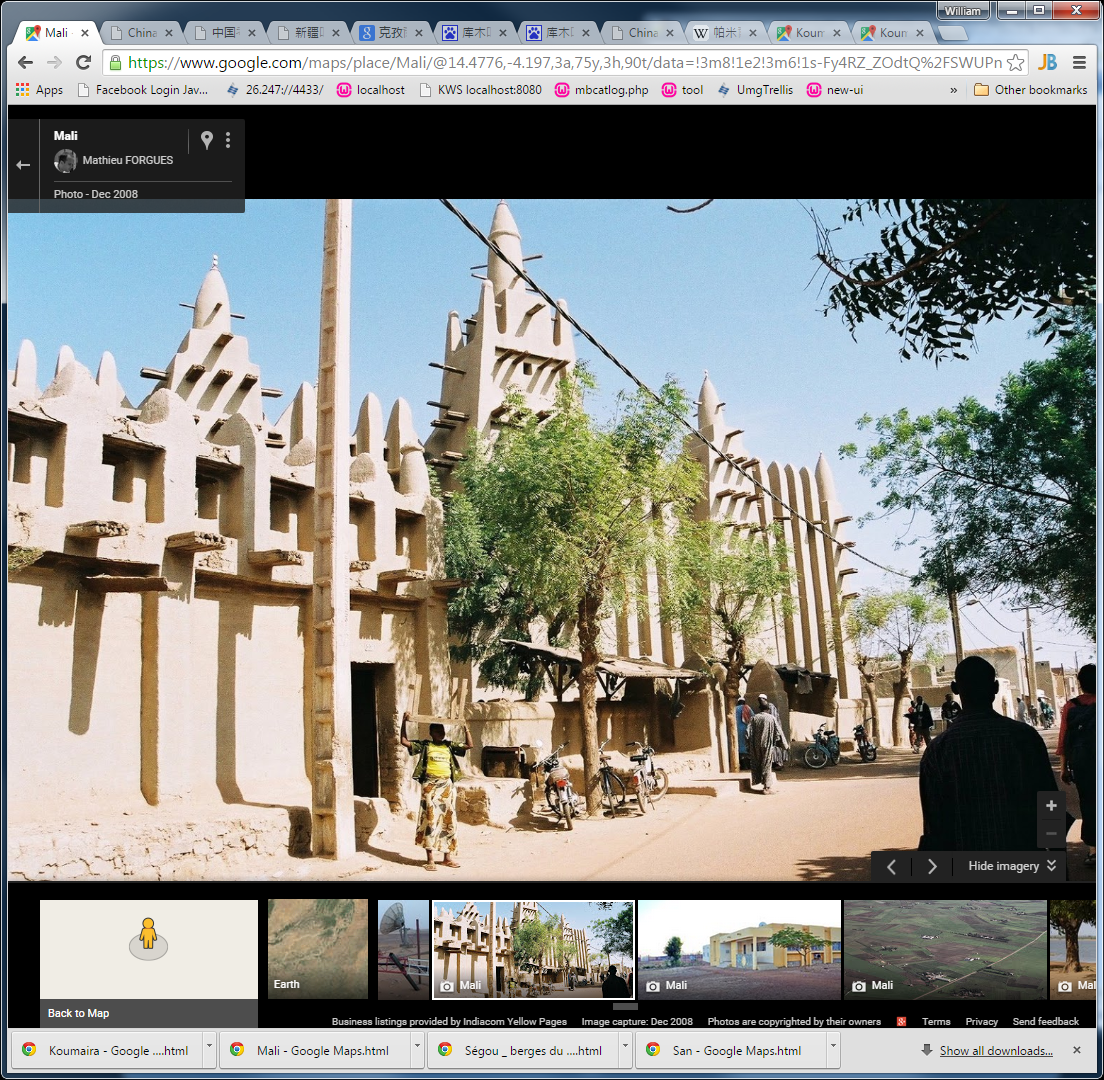 William
Mali
China
中国
新疆
克孜
库木
库木
China
帕米
Koum
Koun
https://www.google.com/maps/place/Mali/@14.4776,-4.197,3a,75y,3h,90t/data=!3m8!1e2!3m6!1s-Fy4RZ_ZOdtQ%2FSWUPn
JB
Apps Facebook Login Jav... 26.247://4433/ localhost KWS localhost:8080 mbcatlog.php tool UmgTrellis new-ui » Other bookmarks
Mali
Mathieu FORGUES
Photo - Dec 2008
Hide imagery
Earth
Mali
Mali
Mali
Mal
Back to Map
Business listings provided by Indiacom Yellow Pages Image capture: Dec 2008 Photos are copyrighted by their owners Terms Privacy Send feedback
Koumaira - Google ....html Mali - Google Maps.html Ségou _ berges du ....html San - Google Maps.html Show all downloads...